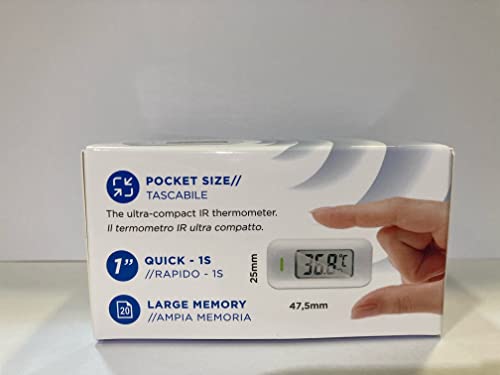 POCKET SIZE//
TASCABILE
The ultra-compact IR thermometer.
Il termometro IR ultra compatto.
1” QUICK - 1S
//RAPIDO - 1S
20 LARGE MEMORY
//AMPIA MEMORIA
25mm
36.8°C
47,5mm